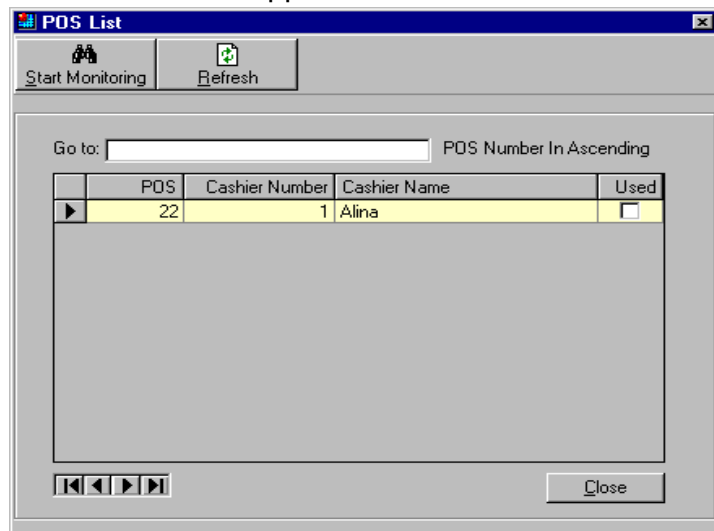 POS List
Start Monitoring Refresh
Go to: POS Number In Ascending
POS Cashier Number Cashier Name Used
22 1 Alina
Close